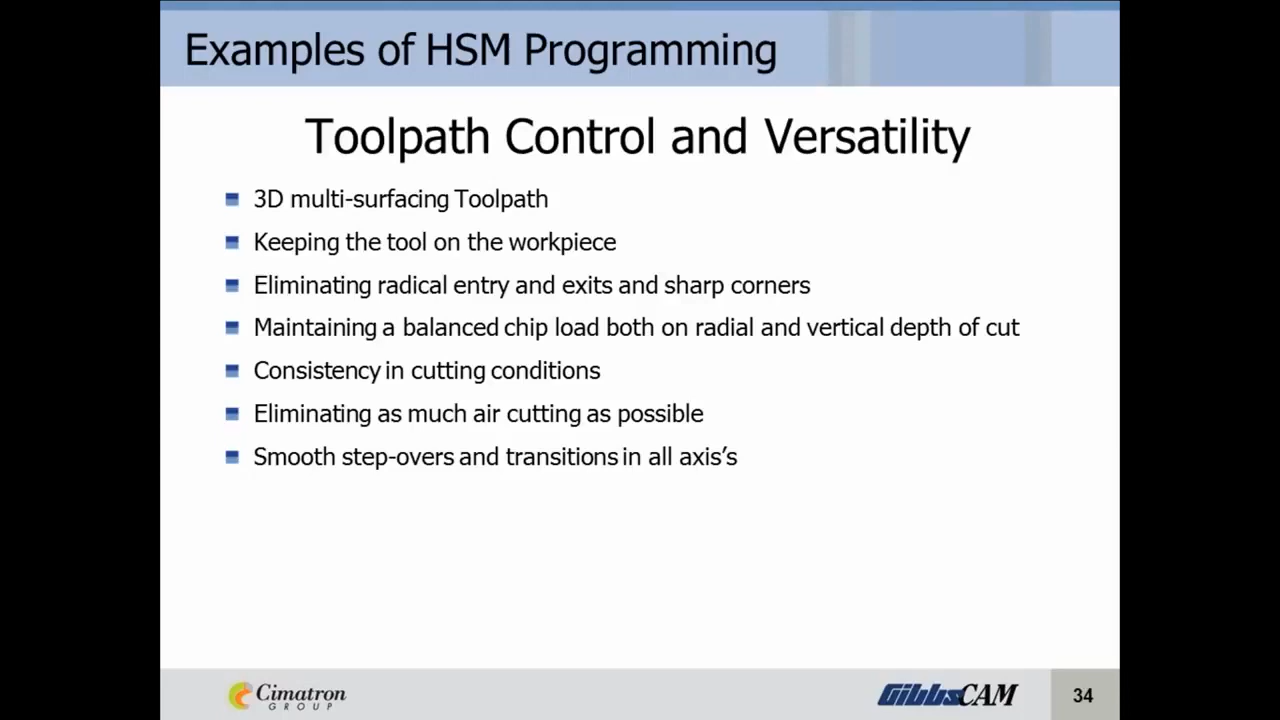 Examples of HSM Programming
Toolpath Control and Versatility
3D multi-surfacing Toolpath
Keeping the tool on the workpiece
Eliminating radical entry and exits and sharp corners
Maintaining a balanced chip load both on radial and vertical depth of cut
Consistency in cutting conditions
Eliminating as much air cutting as possible
Smooth step-overs and transitions in all axis’s
Cimatron
GROUP
GibbsCAM
34